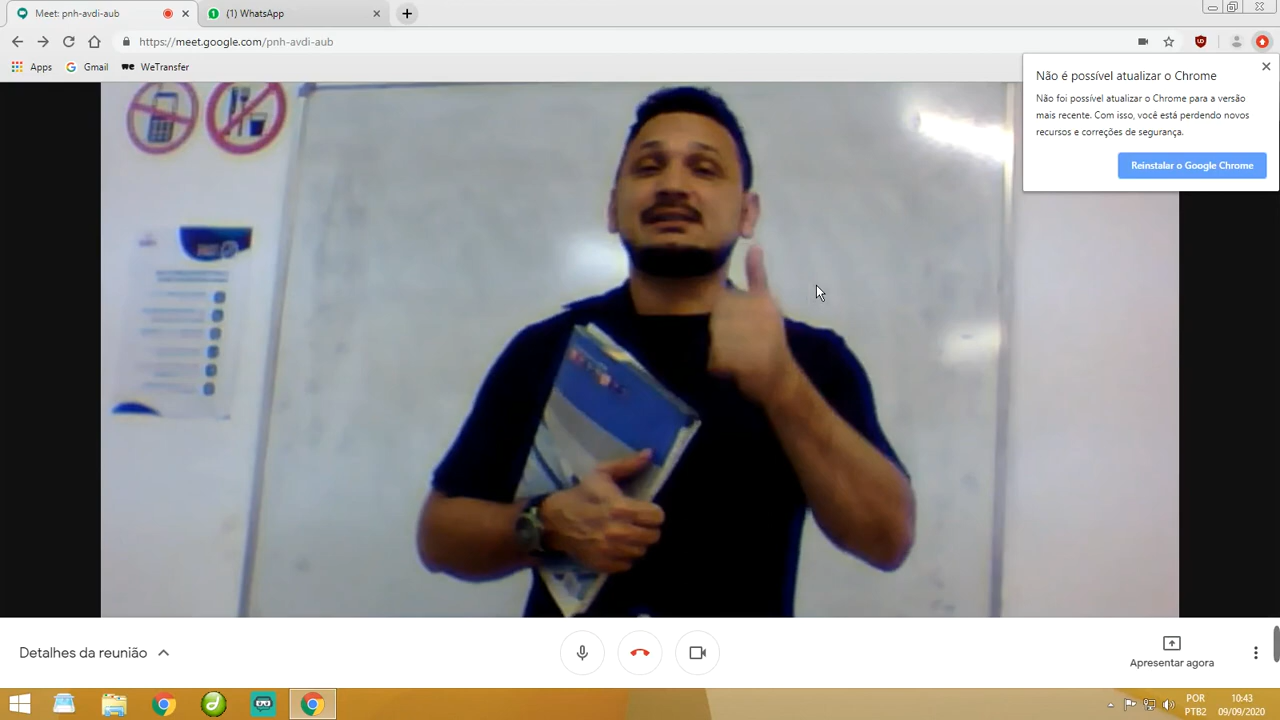 Meet: pnh-avdi-aub
(1) WhatsApp
https://meet.google.com/pnh-avdi-aub
Apps
Gmail
WeTransfer
Não é possível atualizar o Chrome
Não foi possível atualizar o Chrome para a versão
mais recente. Com isso, você está perdendo novos
recursos e correções de segurança.
Reinstalar o Google Chrome
Detalhes da reunião
Apresentar agora
POR
PTB2
10:43
09/09/2020